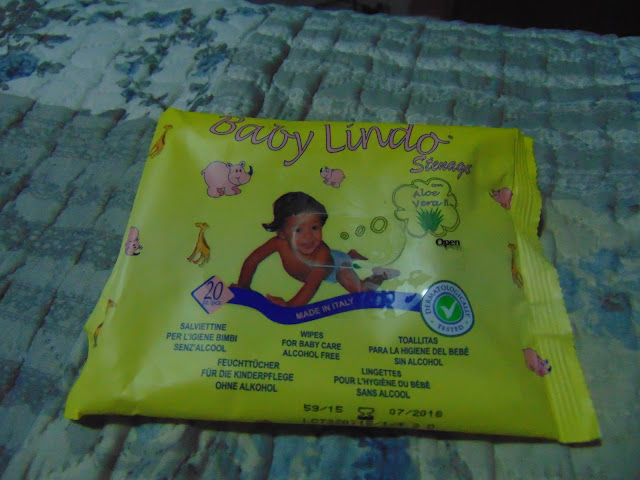 Baby Lindo
Stenago
con
Aloe
Vera
Open
20
MADE IN ITALY
DERMATOLOGICALLY
TESTED
SALVIETTINE
PER L'IGIENE BIMBI
SENZ'ALCOOL
WIPES
FOR BABY CARE
ALCOHOL FREE
TOALLITAS
PARA LA HIGIENE DEL BEBÉ
SIN ALCOHOL
FEUCHTTÜCHER
FÜR DIE KINDERPFLEGE
OHNE ALKOHOL
LINGETTES
POUR L'HYGIÈNE DU BÉBÉ
SANS ALCOOL
59/15 07/2018